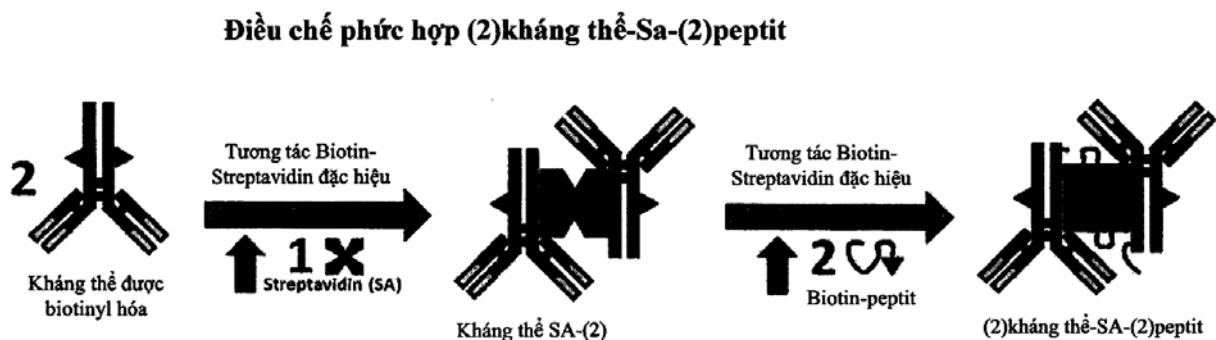 Điều chế phức hợp (2)kháng thể-Sa-(2)peptit
2
Kháng thể được
biotinyl hóa
Tương tác Biotin-
Streptavidin đặc hiệu
1
Streptavidin (SA)
Kháng thể SA-(2)
Tương tác Biotin-
Streptavidin đặc hiệu
2
Biotin-peptit
(2)kháng thể-SA-(2)peptit